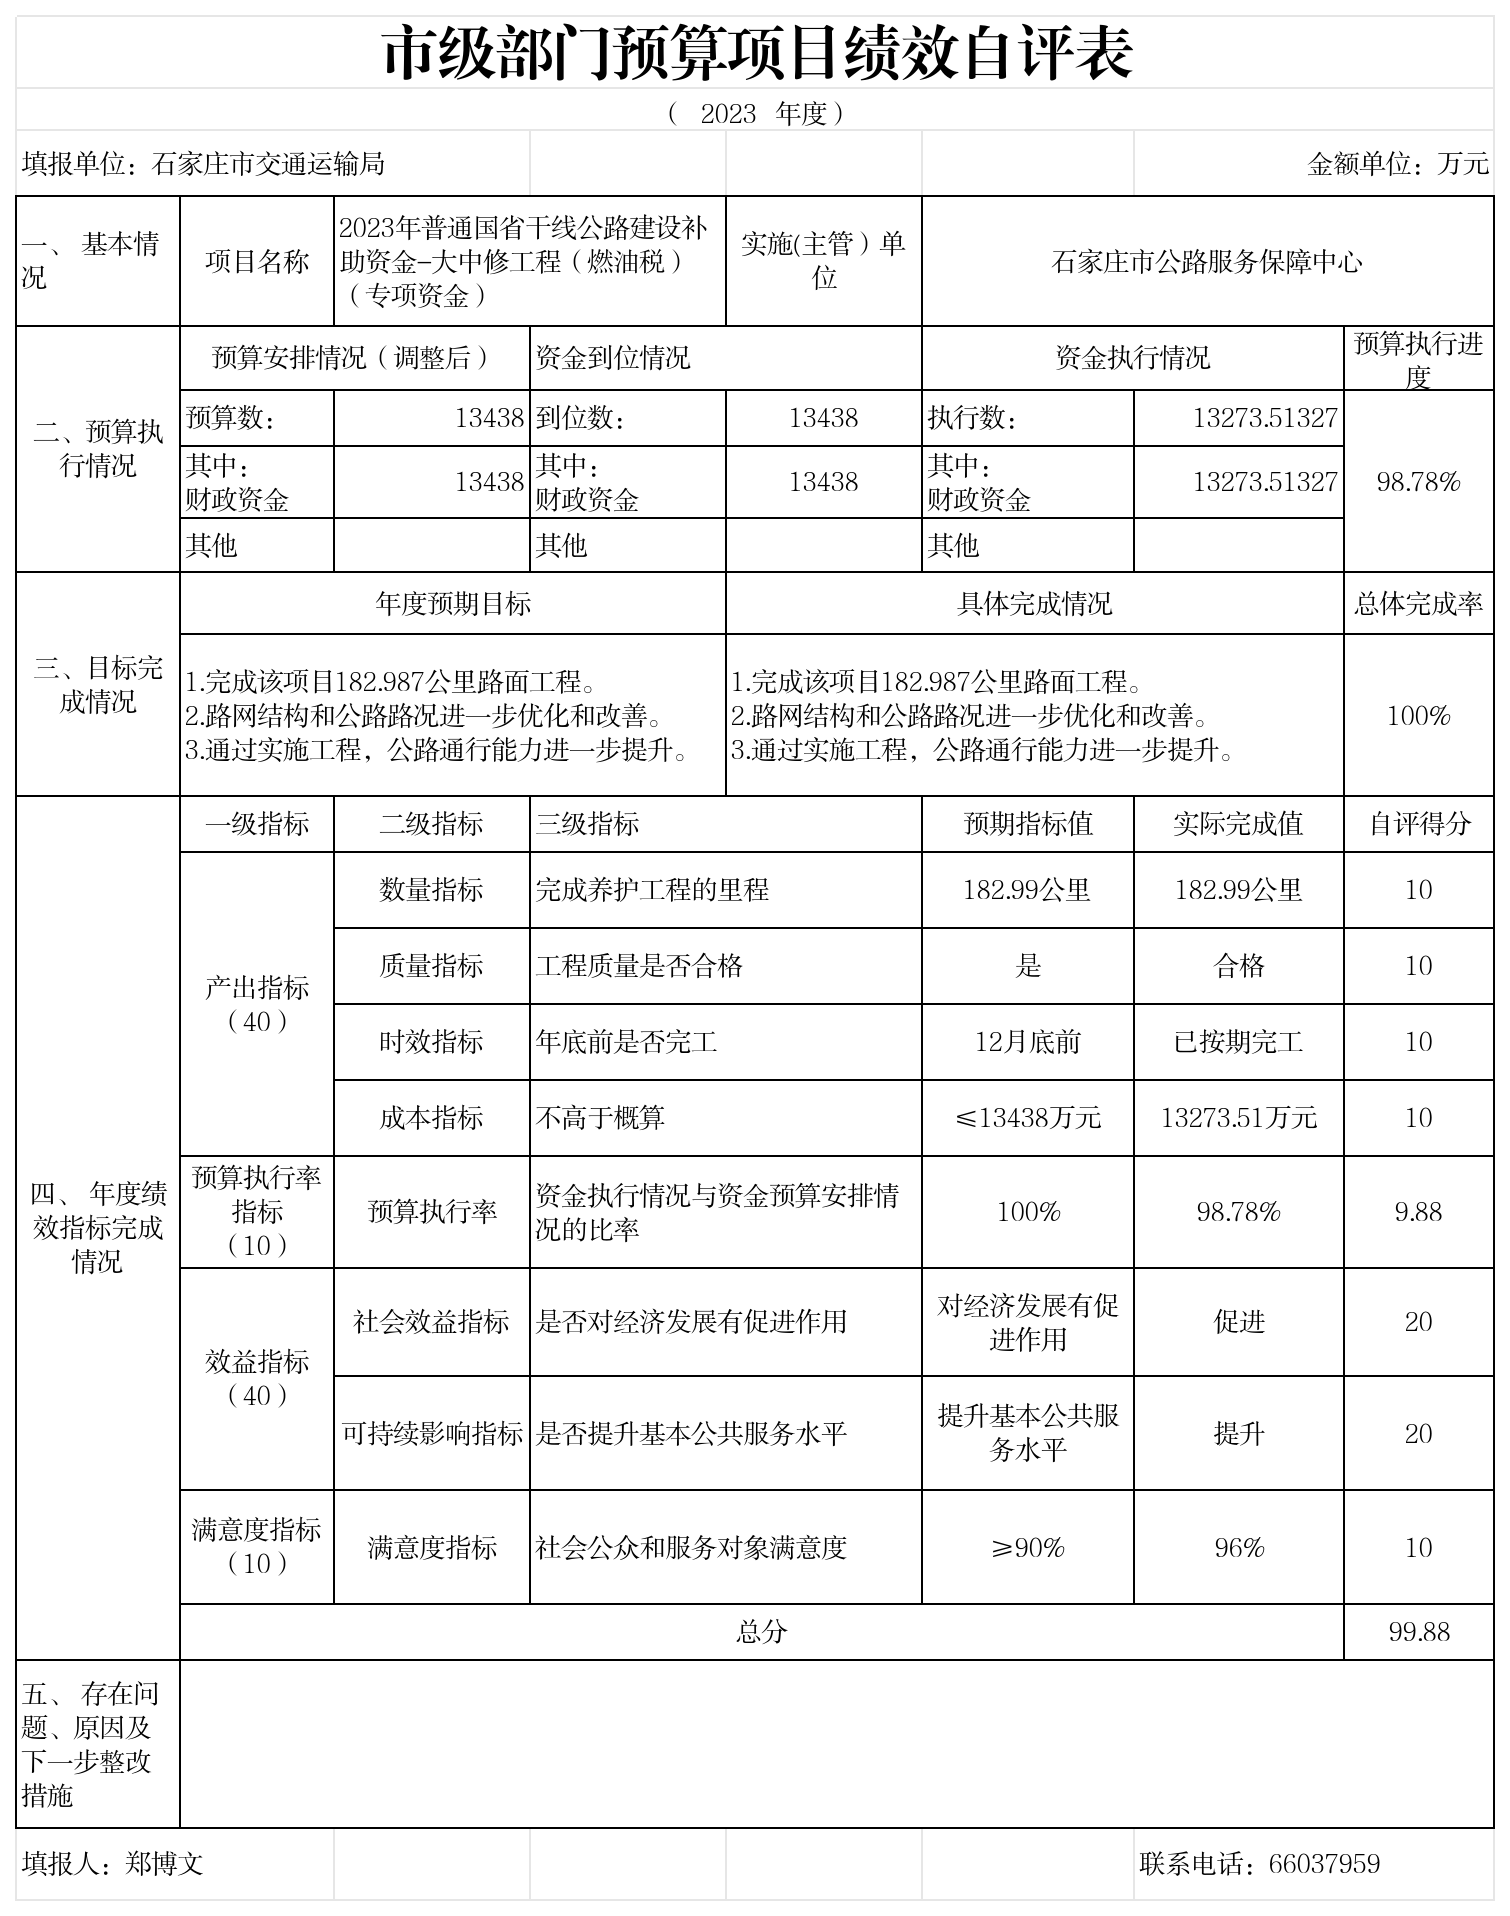 市级部门预算项目绩效自评表
（ 2023 年度）
填报单位：石家庄市交通运输局
金额单位：万元
一、 基本情
况
项目名称
2023年普通国省干线公路建设补
助资金-大中修工程（燃油税）
（专项资金）
实施(主管）单
位
石家庄市公路服务保障中心
二、预算执
行情况
预算安排情况（调整后）
资金到位情况
资金执行情况
预算执行进
度
预算数：
13438
到位数：
13438
执行数：
13273.51327
98.78%
其中：
财政资金
13438
其中：
财政资金
13438
其中：
财政资金
13273.51327
其他
其他
其他
三、目标完
成情况
年度预期目标
具体完成情况
总体完成率
1.完成该项目182.987公里路面工程。
2.路网结构和公路路况进一步优化和改善。
3.通过实施工程，公路通行能力进一步提升。
1.完成该项目182.987公里路面工程。
2.路网结构和公路路况进一步优化和改善。
3.通过实施工程，公路通行能力进一步提升。
100%
四、 年度绩
效指标完成
情况
一级指标
二级指标
三级指标
预期指标值
实际完成值
自评得分
产出指标
（40）
数量指标
完成养护工程的里程
182.99公里
182.99公里
10
质量指标
工程质量是否合格
是
合格
10
时效指标
年底前是否完工
12月底前
已按期完工
10
成本指标
不高于概算
≤13438万元
13273.51万元
10
预算执行率
指标
（10）
预算执行率
资金执行情况与资金预算安排情
况的比率
100%
98.78%
9.88
效益指标
（40）
社会效益指标
是否对经济发展有促进作用
对经济发展有促
进作用
促进
20
可持续影响指标
是否提升基本公共服务水平
提升基本公共服
务水平
提升
20
满意度指标
（10）
满意度指标
社会公众和服务对象满意度
≥90%
96%
10
总分
99.88
五、 存在问
题、原因及
下一步整改
措施
填报人：郑博文
联系电话：66037959